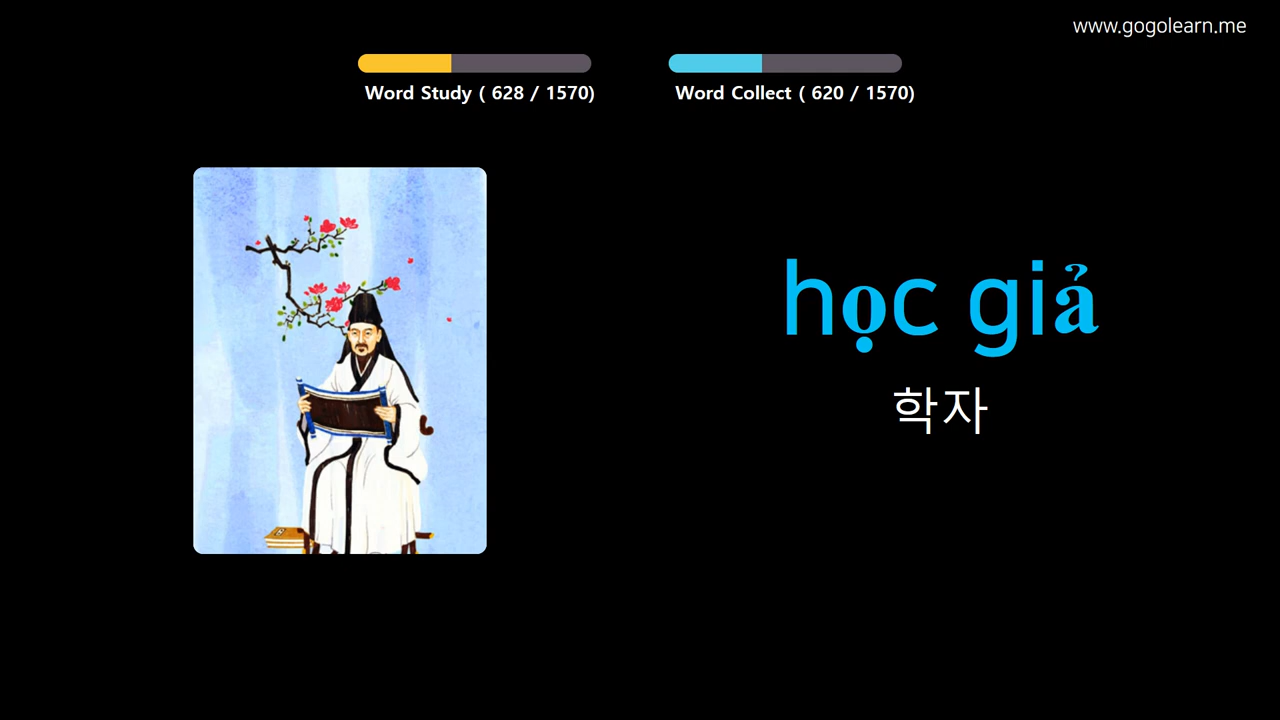 www.gogolearn.me
Word Study ( 628 / 1570)
Word Collect ( 620 / 1570)
học giả
학자